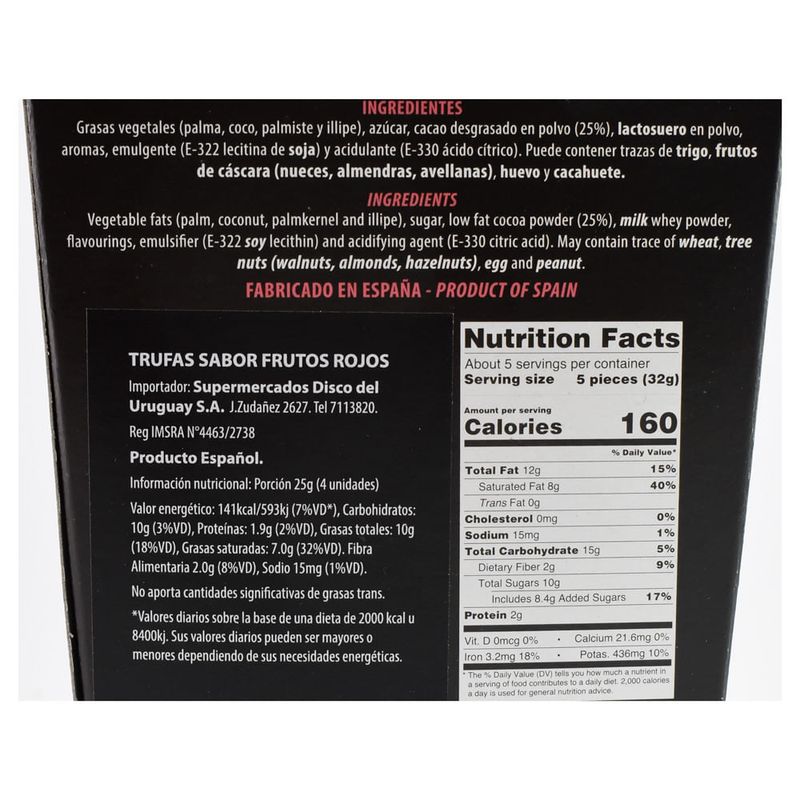 INGREDIENTES
Grasas vegetales (palma, coco, palmiste y illipe), azúcar, cacao desgrasado en polvo (25%), lactosuero en polvo,
aromas, emulgente (E-322 lecitina de soja) y acidulante (E-330 ácido cítrico). Puede contener trazas de trigo, frutos
de cáscara (nueces, almendras, avellanas), huevo y cacahuete.
INGREDIENTS
Vegetable fats (palm, coconut, palmkernel and illipe), sugar, low fat cocoa powder (25%), milk whey powder,
flavourings, emulsifier (E-322 soy lecithin) and acidifying agent (E-330 citric acid). May contain trace of wheat, tree
nuts (walnuts, almonds, hazelnuts), egg and peanut.
FABRICADO EN ESPAÑA - PRODUCT OF SPAIN
TRUFAS SABOR FRUTOS ROJOS
Importador: Supermercados Disco del
Uruguay S.A. J.Zudañez 2627. Tel 7113820.
Reg IMSRA N°4463/2738
Producto Español.
Información nutricional: Porción 25g (4 unidades)
Valor energético: 141kcal/593kj (7%VD*), Carbohidratos:
10g (3%VD), Proteínas: 1.9g (2%VD), Grasas totales: 10g
(18%VD), Grasas saturadas: 7.0g (32%VD). Fibra
Alimentaria 2.0g (8%VD), Sodio 15mg (1%VD).
No aporta cantidades significativas de grasas trans.
*Valores diarios sobre la base de una dieta de 2000 kcal u
8400kj. Sus valores diarios pueden ser mayores o
menores dependiendo de sus necesidades energéticas.
Nutrition Facts
About 5 servings per container
Serving size 5 pieces (32g)
Amount per serving
Calories 160
% Daily Value*
Total Fat 12g 15%
Saturated Fat 8g 40%
Trans Fat 0g
Cholesterol 0mg 0%
Sodium 15mg 1%
Total Carbohydrate 15g 5%
Dietary Fiber 2g 9%
Total Sugars 10g
Includes 8.4g Added Sugars 17%
Protein 2g
Vit. D 0mcg 0% • Calcium 21.6mg 0%
Iron 3.2mg 18% • Potas. 436mg 10%
* The % Daily Value (DV) tells you how much a nutrient in
a serving of food contributes to a daily diet. 2,000 calories
a day is used for general nutrition advice.